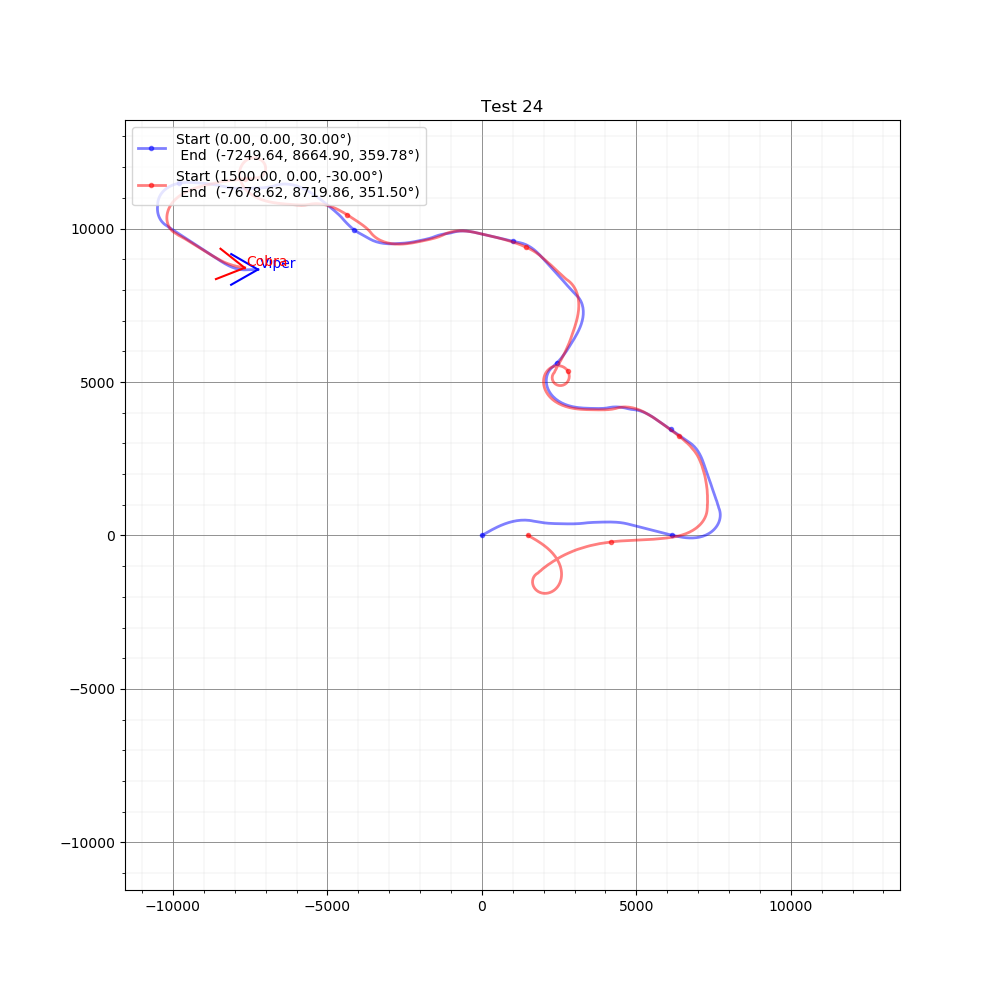 Test 24
Start (0.00, 0.00, 30.00°)
End (-7249.64, 8664.90, 359.78°)
Start (1500.00, 0.00, -30.00°)
End (-7678.62, 8719.86, 351.50°)
10000
Cobra
Viper
5000
0
−5000
−10000
−10000 −5000 0 5000 10000